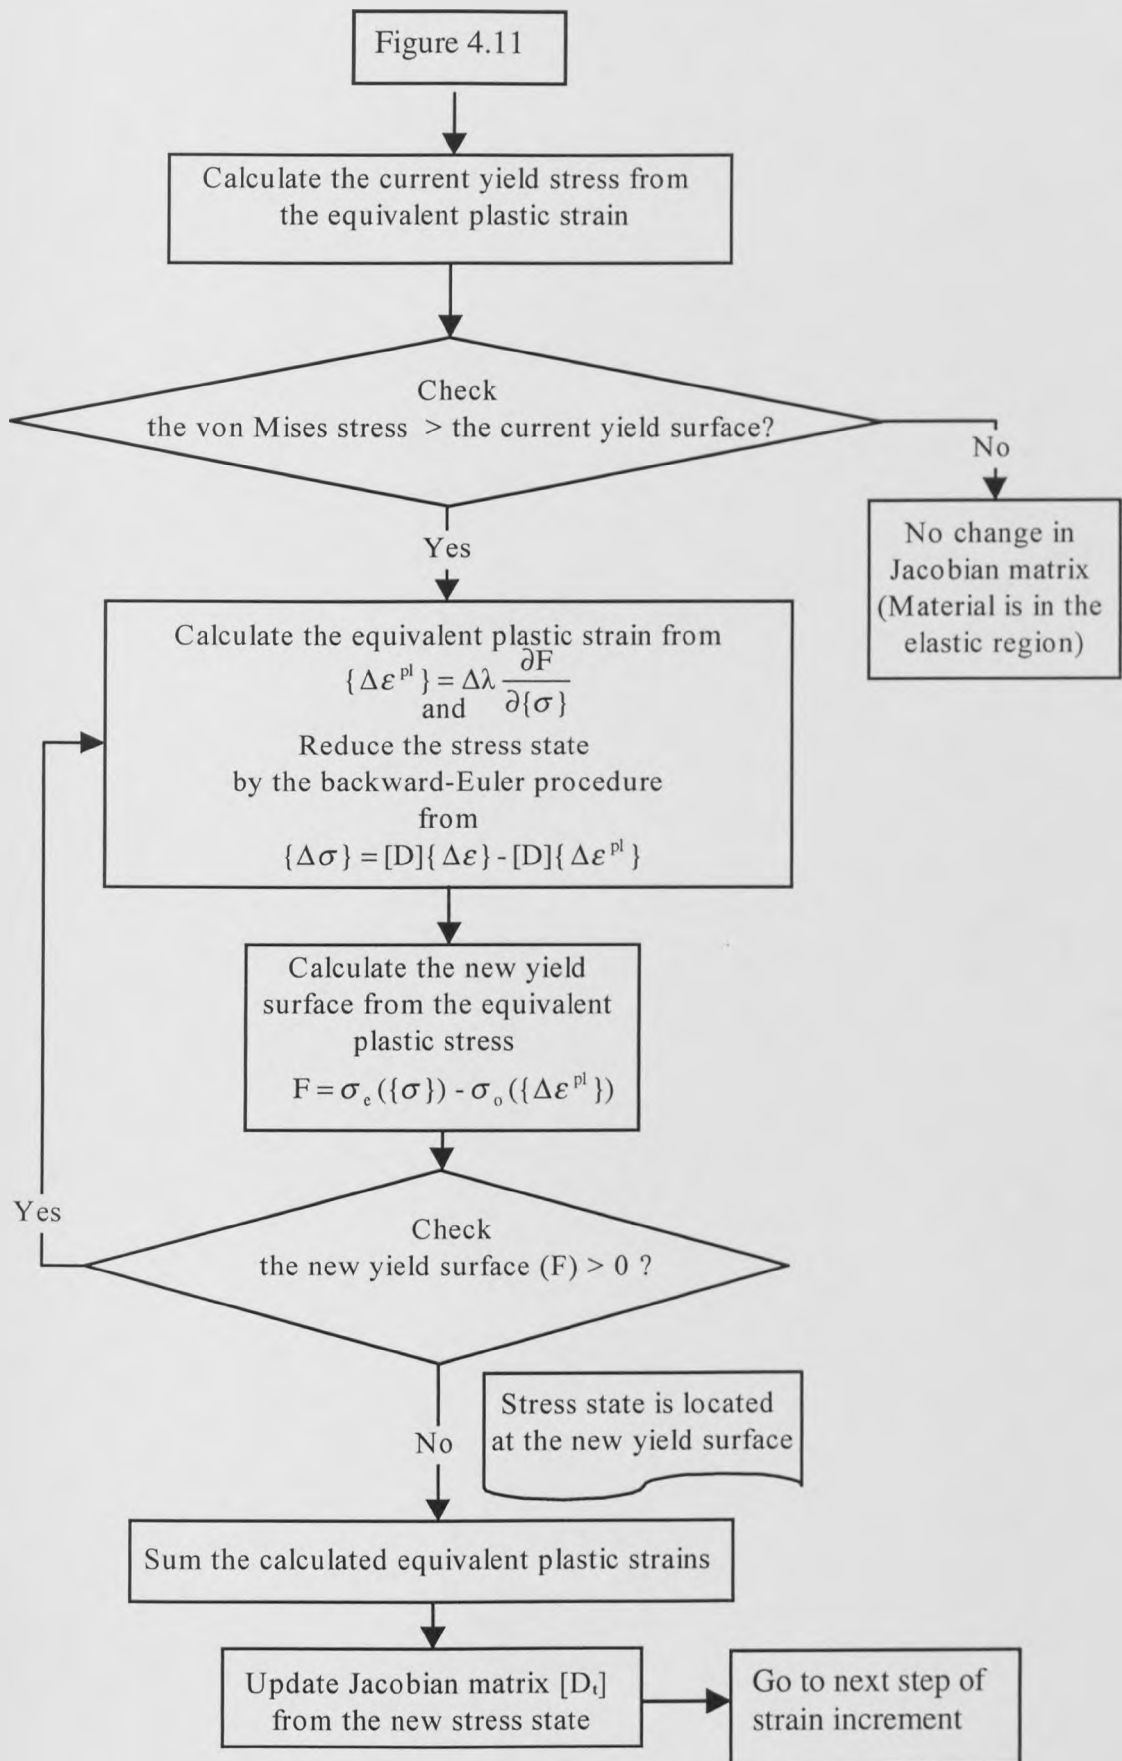 Figure 4.11
Calculate the current yield stress from
the equivalent plastic strain
Check
the von Mises stress > the current yield surface?
No
No change in
Jacobian matrix
(Material is in the
elastic region)
Yes
Calculate the equivalent plastic strain from
{Δε^pl} = Δλ ∂F/∂{σ}
and
Reduce the stress state
by the backward-Euler procedure
from
{Δσ} = [D]{Δε} - [D]{Δε^pl}
Calculate the new yield
surface from the equivalent
plastic stress
F = σ_e({σ}) - σ_o({Δε^pl})
Yes
Check
the new yield surface (F) > 0 ?
Stress state is located
at the new yield surface
No
Sum the calculated equivalent plastic strains
Update Jacobian matrix [D_t]
from the new stress state
Go to next step of
strain increment